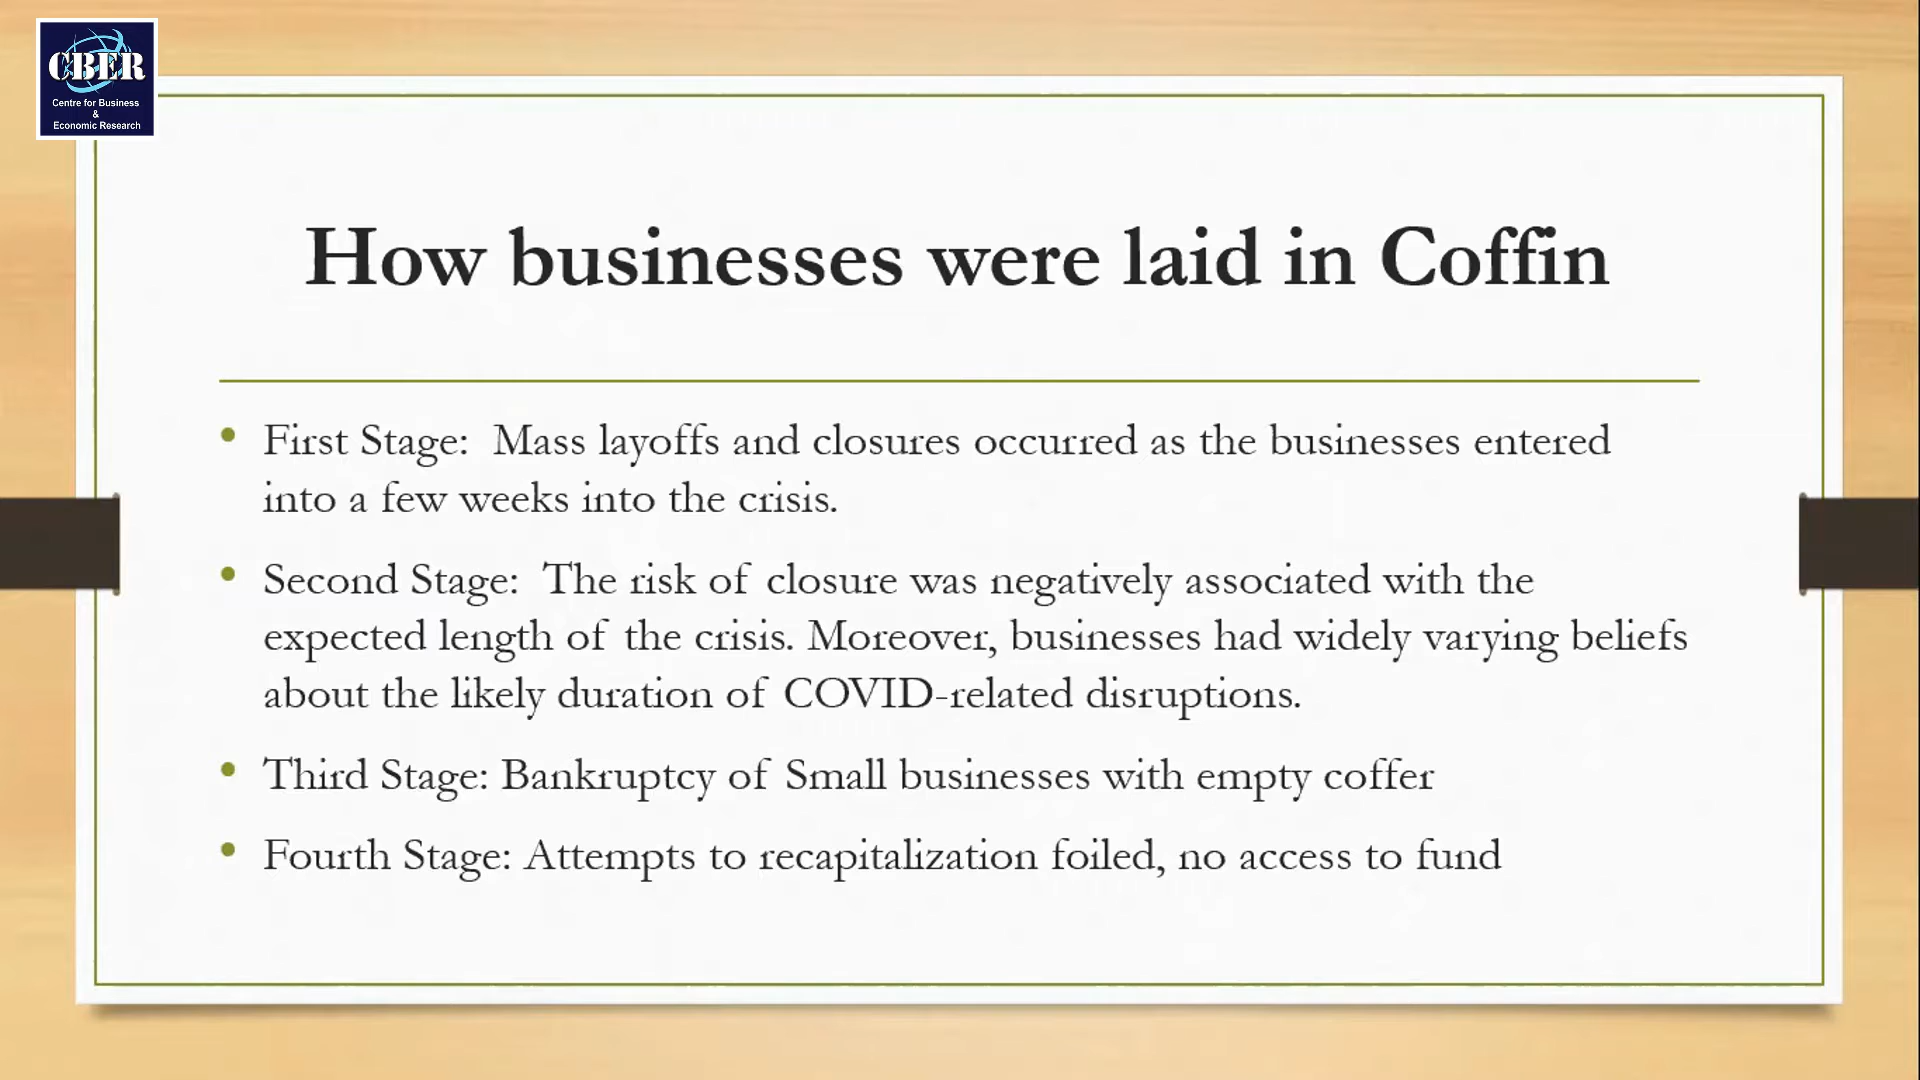 CBER
Centre for Business
&
Economic Research
How businesses were laid in Coffin
• First Stage:  Mass layoffs and closures occurred as the businesses entered
into a few weeks into the crisis.
• Second Stage:  The risk of closure was negatively associated with the
expected length of the crisis. Moreover, businesses had widely varying beliefs
about the likely duration of COVID-related disruptions.
• Third Stage: Bankruptcy of Small businesses with empty coffer
• Fourth Stage: Attempts to recapitalization foiled, no access to fund